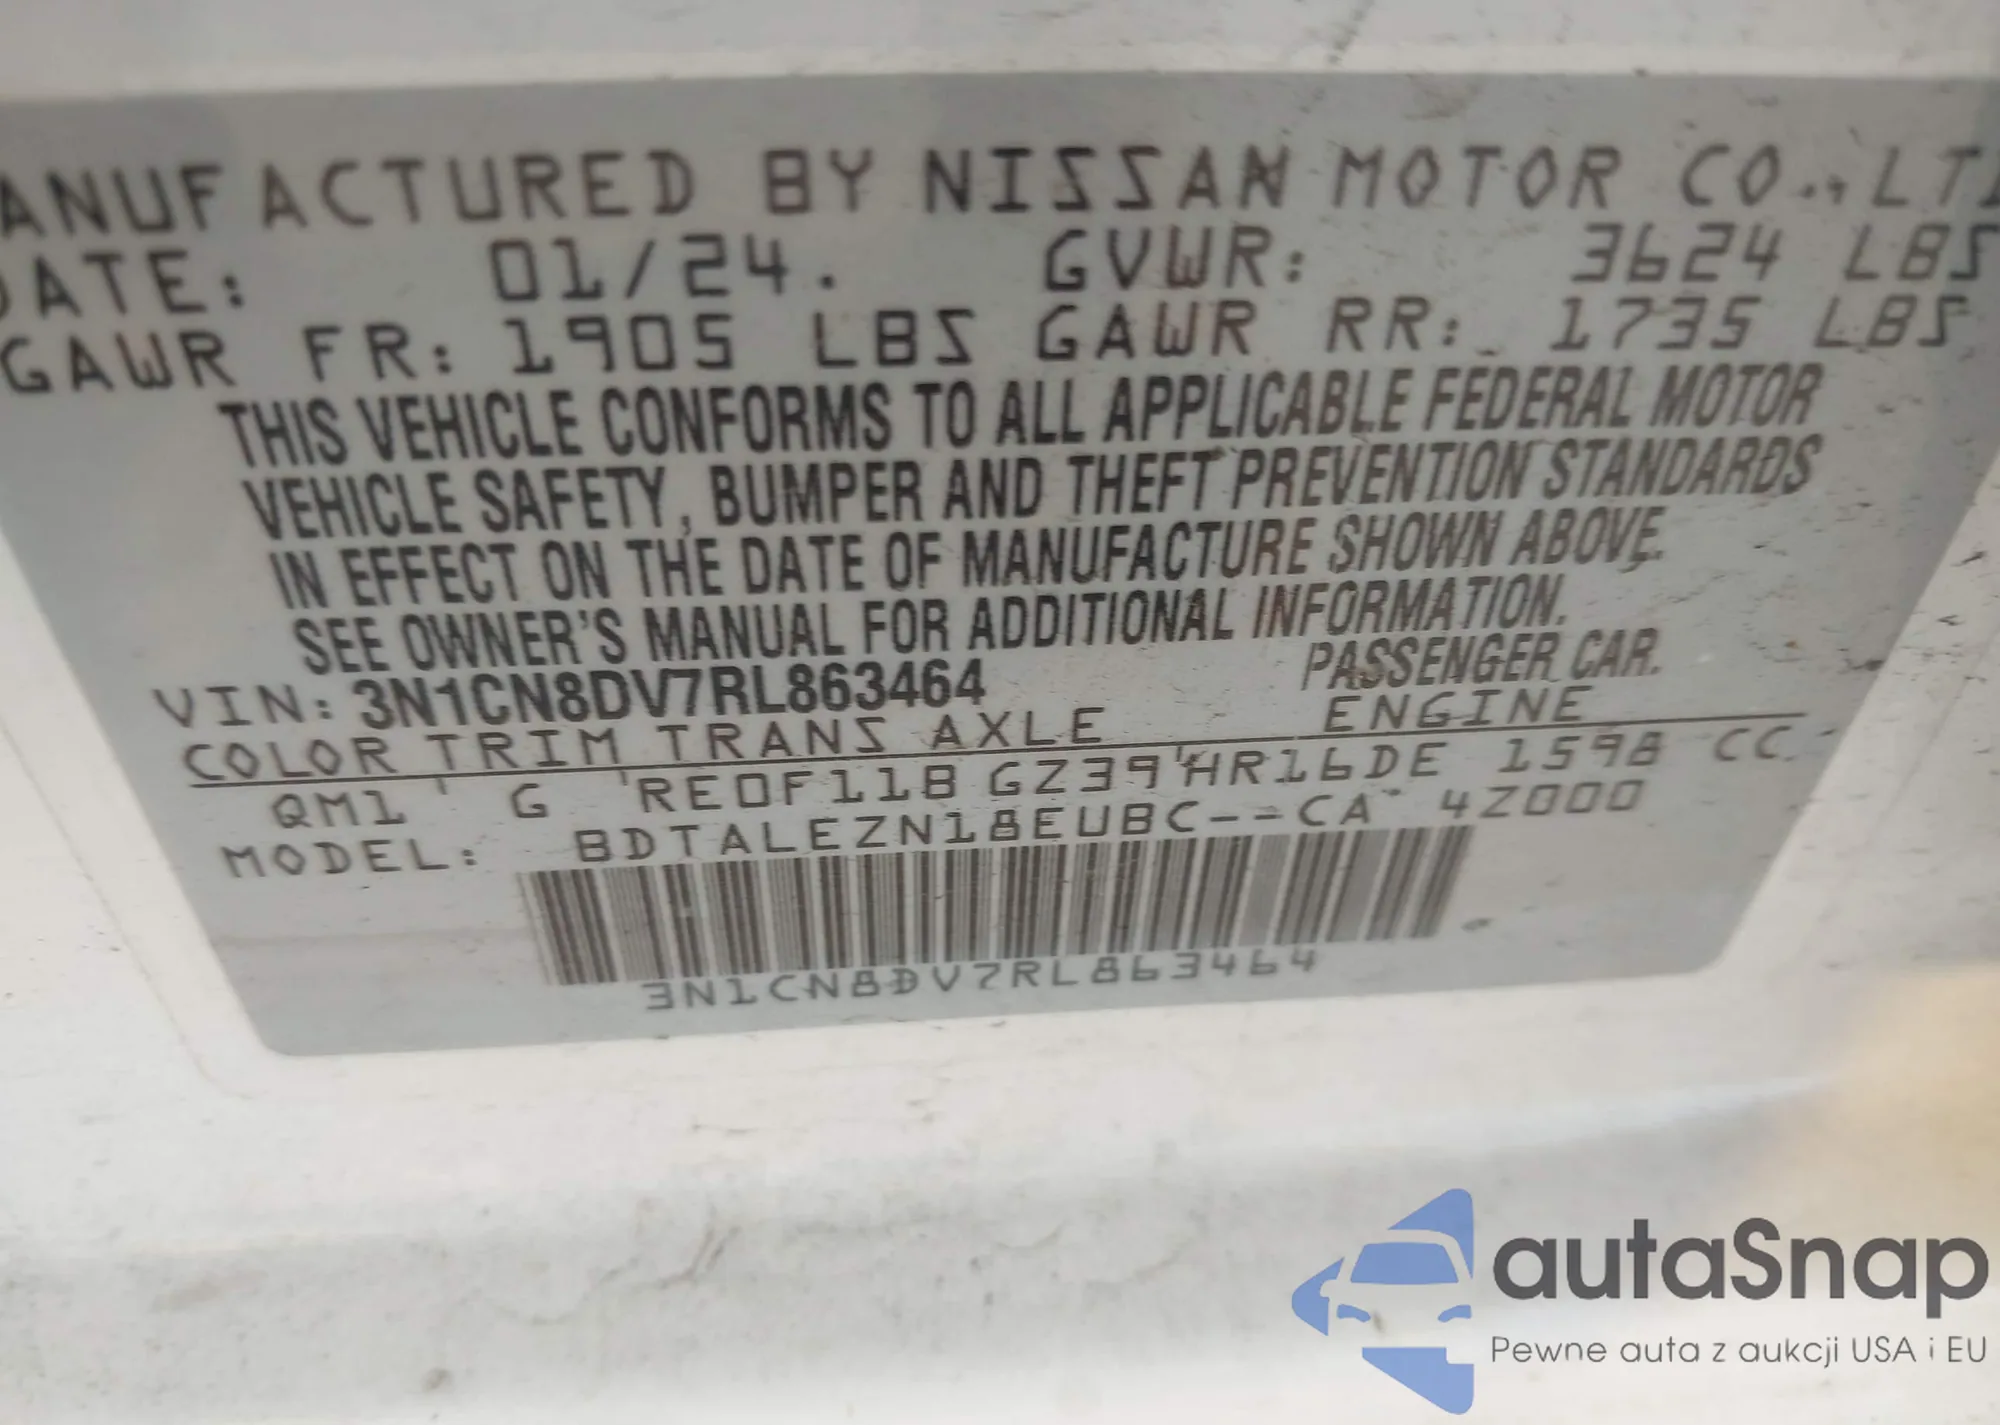 MANUFACTURED BY NISSAN MOTOR CO., LTD
DATE: 01/24. GVWR: 3624 LBS
GAWR FR: 1905 LBS GAWR RR: 1735 LBS
THIS VEHICLE CONFORMS TO ALL APPLICABLE FEDERAL MOTOR
VEHICLE SAFETY, BUMPER AND THEFT PREVENTION STANDARDS
IN EFFECT ON THE DATE OF MANUFACTURE SHOWN ABOVE.
SEE OWNER'S MANUAL FOR ADDITIONAL INFORMATION.
VIN: 3N1CN8DV7RL863464 PASSENGER CAR.
COLOR TRIM TRANS AXLE ENGINE
QM1 ' G 'RE0F11B GZ39'HR16DE 1598 CC.
MODEL: BDTALEZN18EUBC--CA 4Z000
3N1CN8DV7RL863464
autaSnap
Pewne auta z aukcji USA i EU